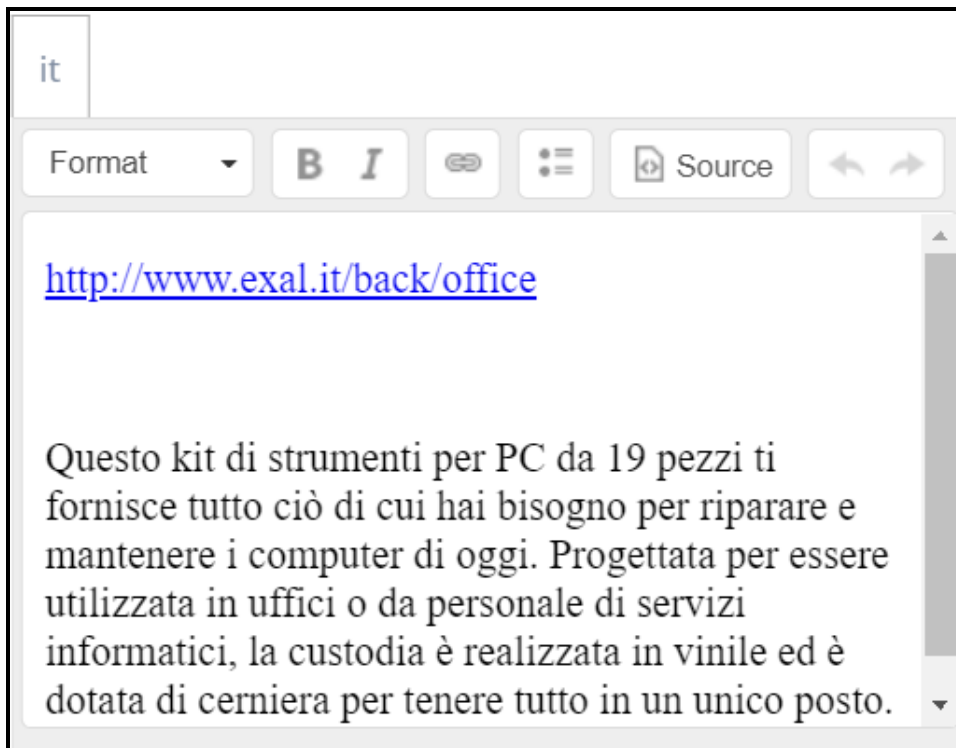 it
Format B I Source
http://www.exal.it/back/office
Questo kit di strumenti per PC da 19 pezzi ti
fornisce tutto ciò di cui hai bisogno per riparare e
mantenere i computer di oggi. Progettata per essere
utilizzata in uffici o da personale di servizi
informatici, la custodia è realizzata in vinile ed è
dotata di cerniera per tenere tutto in un unico posto.